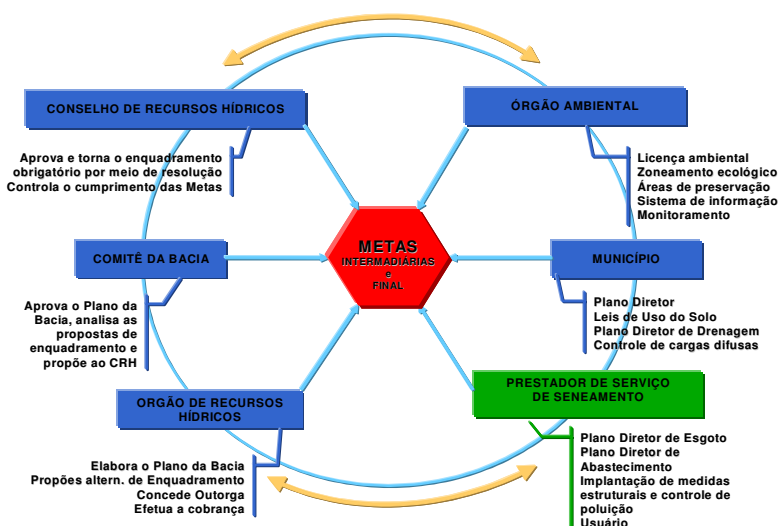 CONSELHO DE RECURSOS HÍDRICOS
Aprova e torna o enquadramento
obrigatório por meio de resolução
Controla o cumprimento das Metas
ÓRGÃO AMBIENTAL
Licença ambiental
Zoneamento ecológico
Áreas de preservação
Sistema de informação
Monitoramento
COMITÊ DA BACIA
Aprova o Plano da
Bacia, analisa as
propostas de
enquadramento e
propõe ao CRH
METAS
INTERMADIÁRIAS
e
FINAL
MUNICÍPIO
Plano Diretor
Leis de Uso do Solo
Plano Diretor de Drenagem
Controle de cargas difusas
ORGÃO DE RECURSOS
HÍDRICOS
Elabora o Plano da Bacia
Propões altern. de Enquadramento
Concede Outorga
Efetua a cobrança
PRESTADOR DE SERVIÇO
DE SENEAMENTO
Plano Diretor de Esgoto
Plano Diretor de
Abastecimento
Implantação de medidas
estruturais e controle de
poluição
Usuário